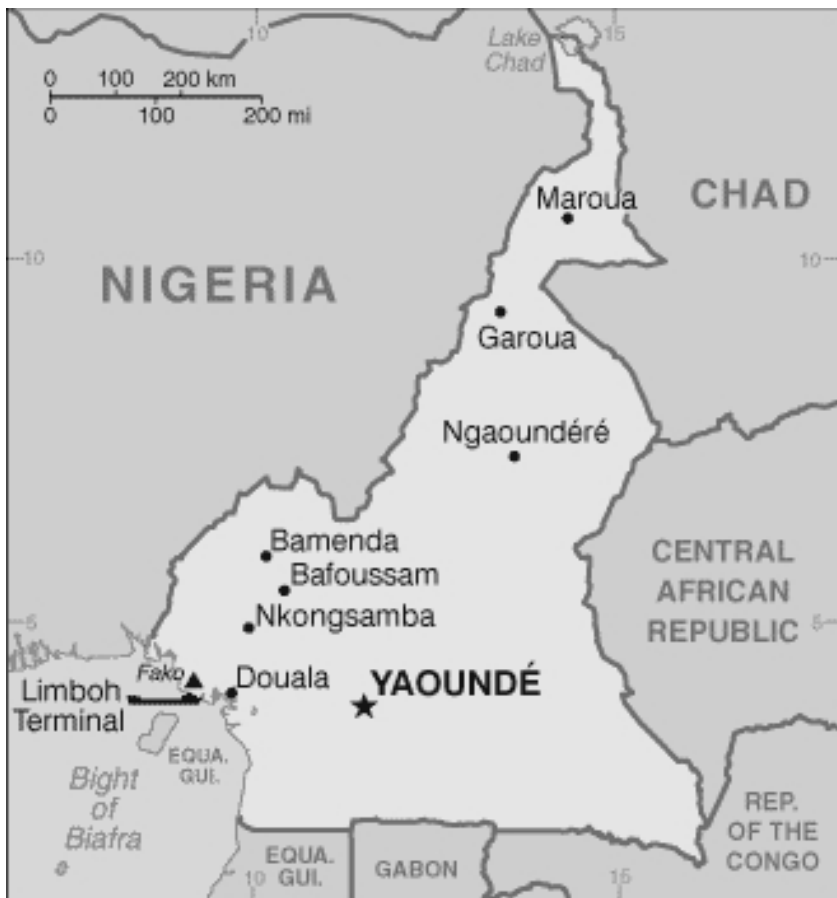 10
15
Lake
Chad
0 100 200 km
0 100 200 mi
Maroua
CHAD
10
10
NIGERIA
Garoua
Ngaoundéré
Bamenda
Bafoussam
Nkongsamba
CENTRAL
AFRICAN
REPUBLIC
5
5
Fako
Douala
YAOUNDÉ
Limboh
Terminal
EQUA.
GUI.
Bight
of
Biafra
EQUA.
GUI.
GABON
REP.
OF THE
CONGO
10
15